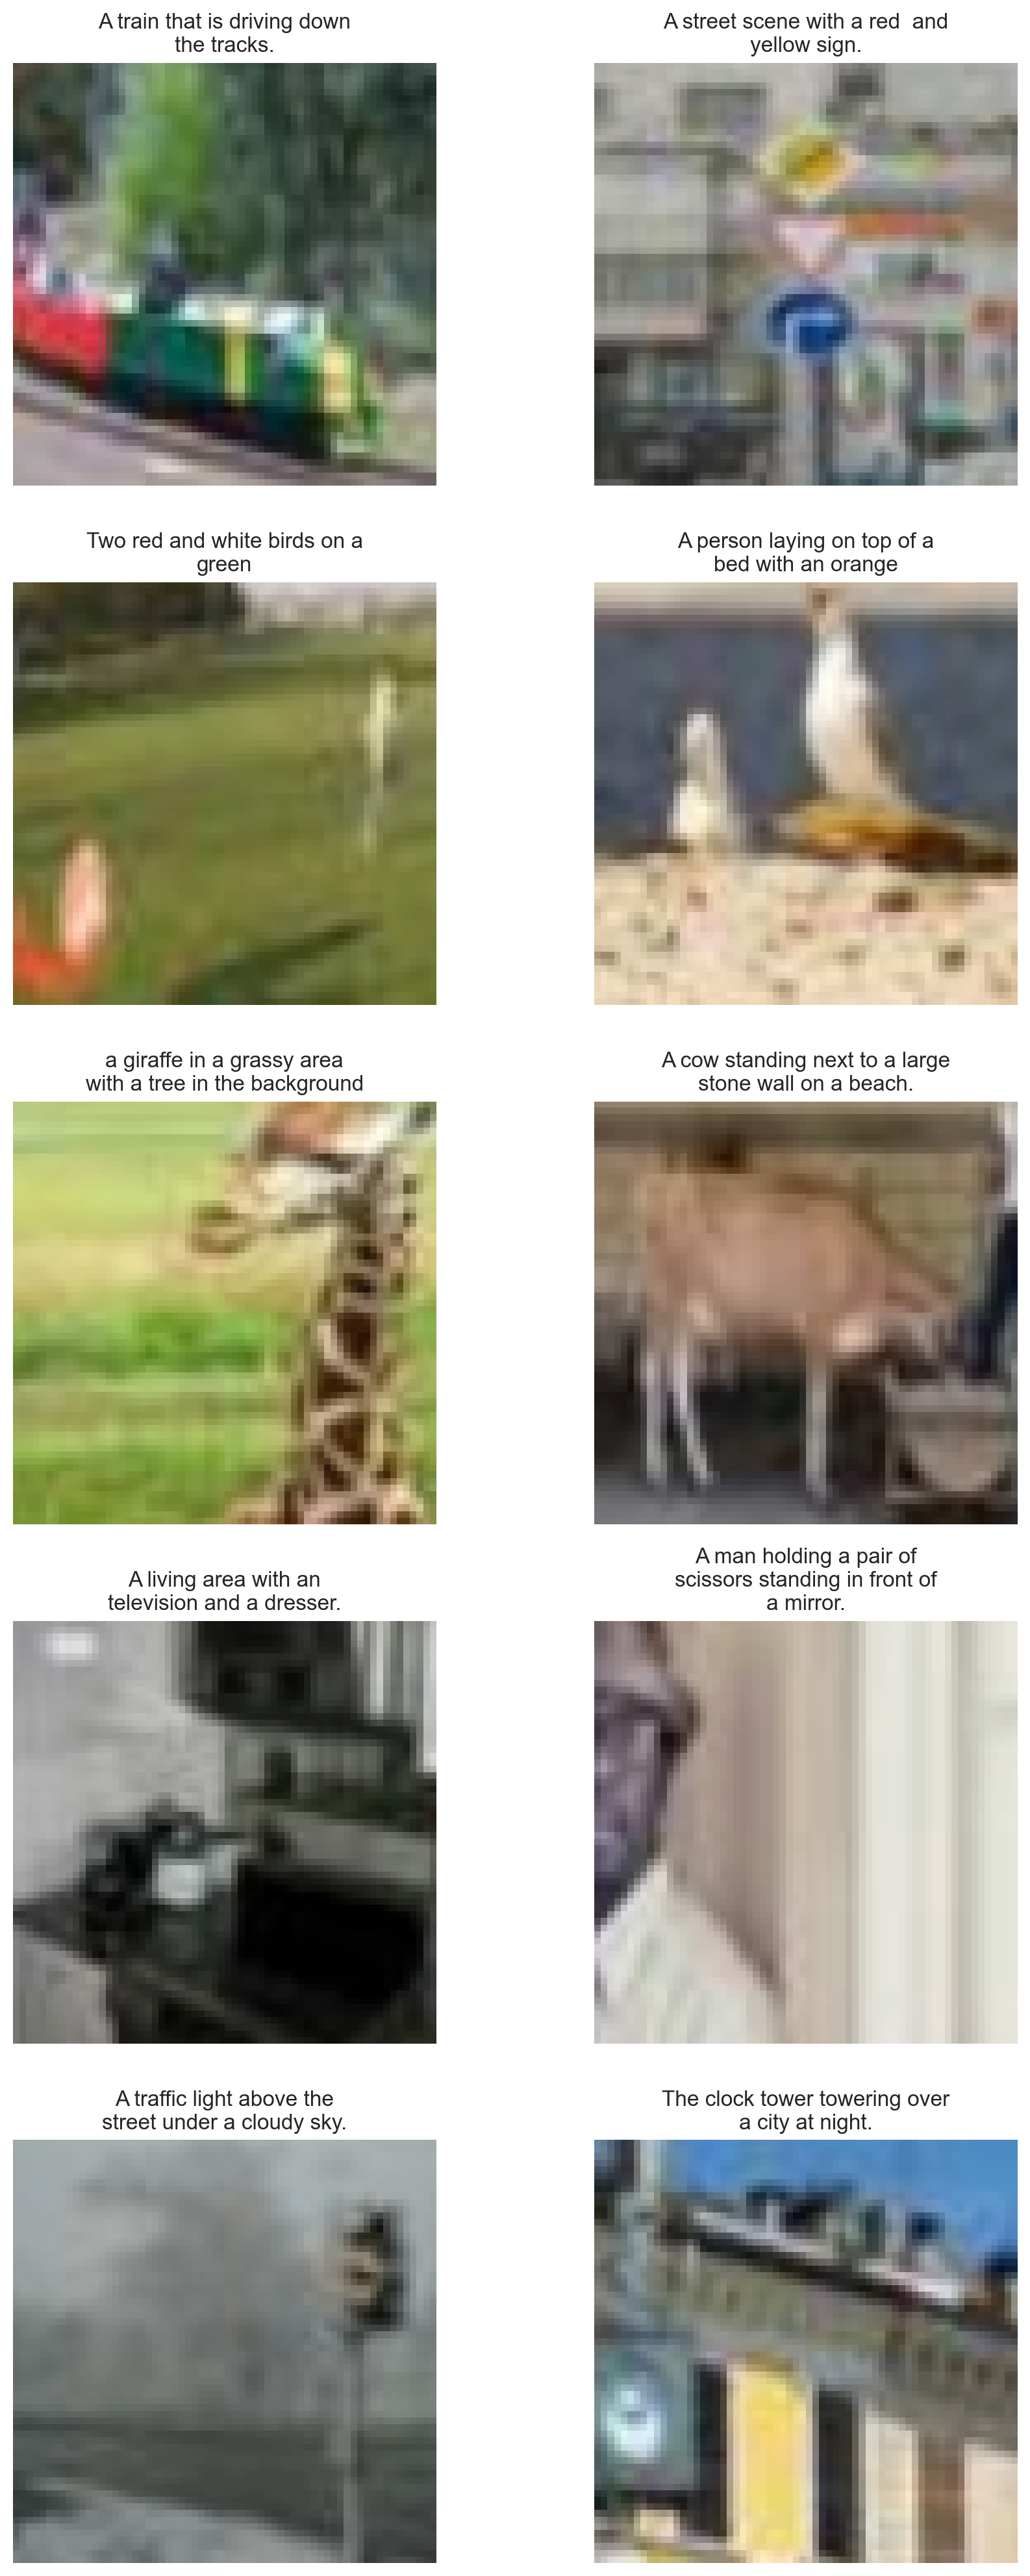 A train that is driving down
the tracks.
A street scene with a red  and
yellow sign.
Two red and white birds on a
green
A person laying on top of a
bed with an orange
a giraffe in a grassy area
with a tree in the background
A cow standing next to a large
stone wall on a beach.
A living area with an
television and a dresser.
A man holding a pair of
scissors standing in front of
a mirror.
A traffic light above the
street under a cloudy sky.
The clock tower towering over
a city at night.